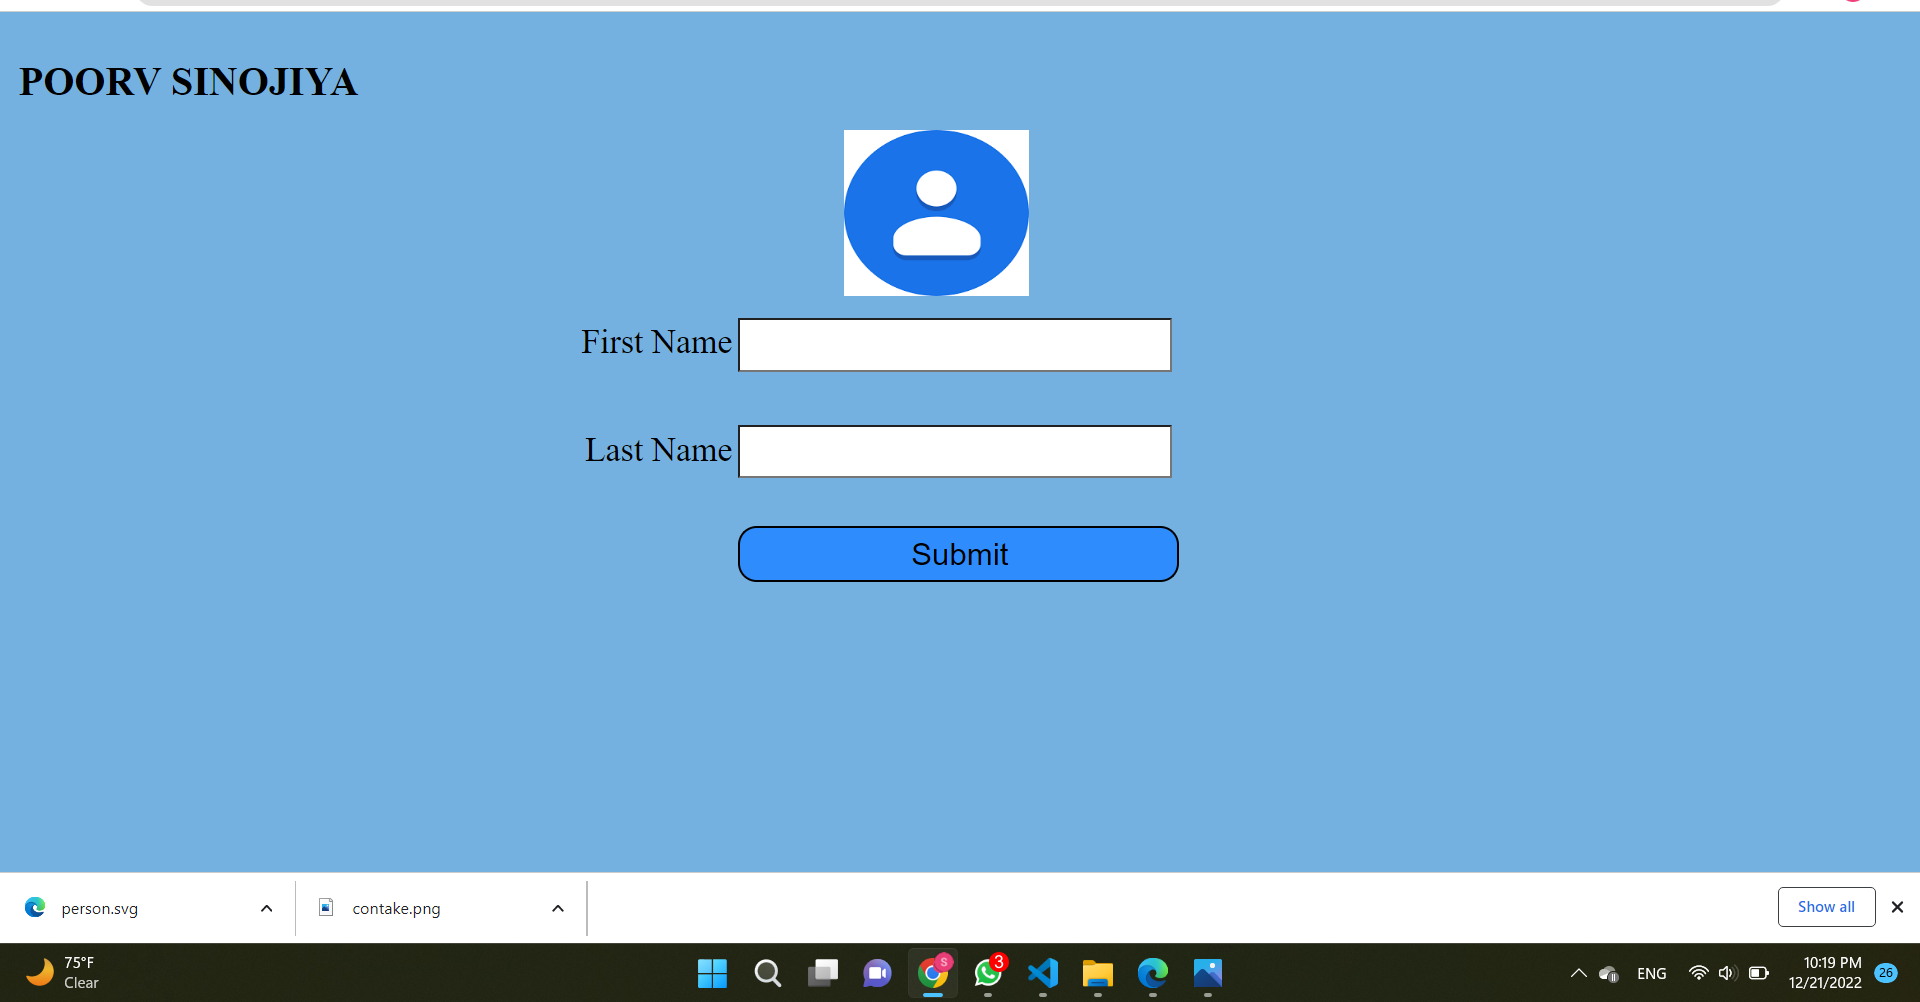 POORV SINOJIYA
First Name
Last Name
Submit
person.svg
contake.png
Show all
75°F
Clear
S
3
ENG
10:19 PM
12/21/2022
26